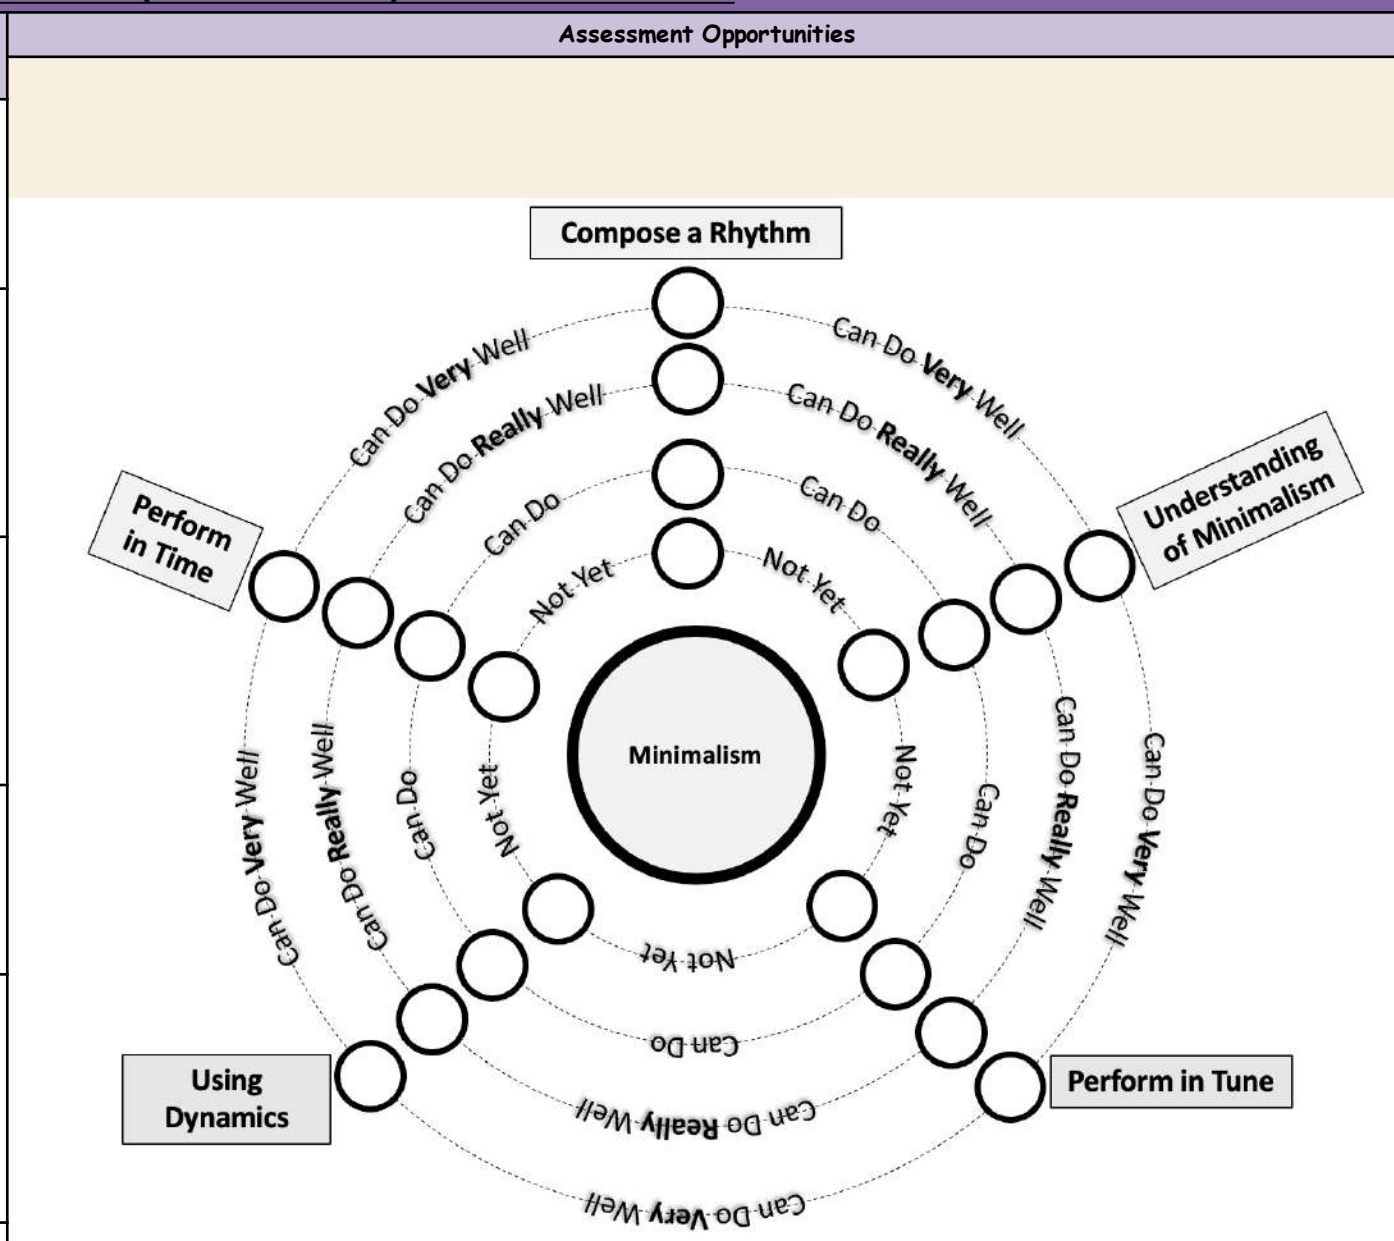 Assessment Opportunities
Compose a Rhythm
Can Do Very Well
Can Do Very Well
Can Do Really Well
Can Do Really Well
Understanding
of Minimalism
Perform
in Time
Can Do
Can Do
Not Yet
Not Yet
Minimalism
Can Do Very Well
Can Do Really Well
Can Do
Not Yet
Not Yet
Can Do
Can Do Really Well
Can Do Very Well
Not Yet
Can Do
Using
Dynamics
Perform in Tune
Can Do Really Well
Can Do Very Well